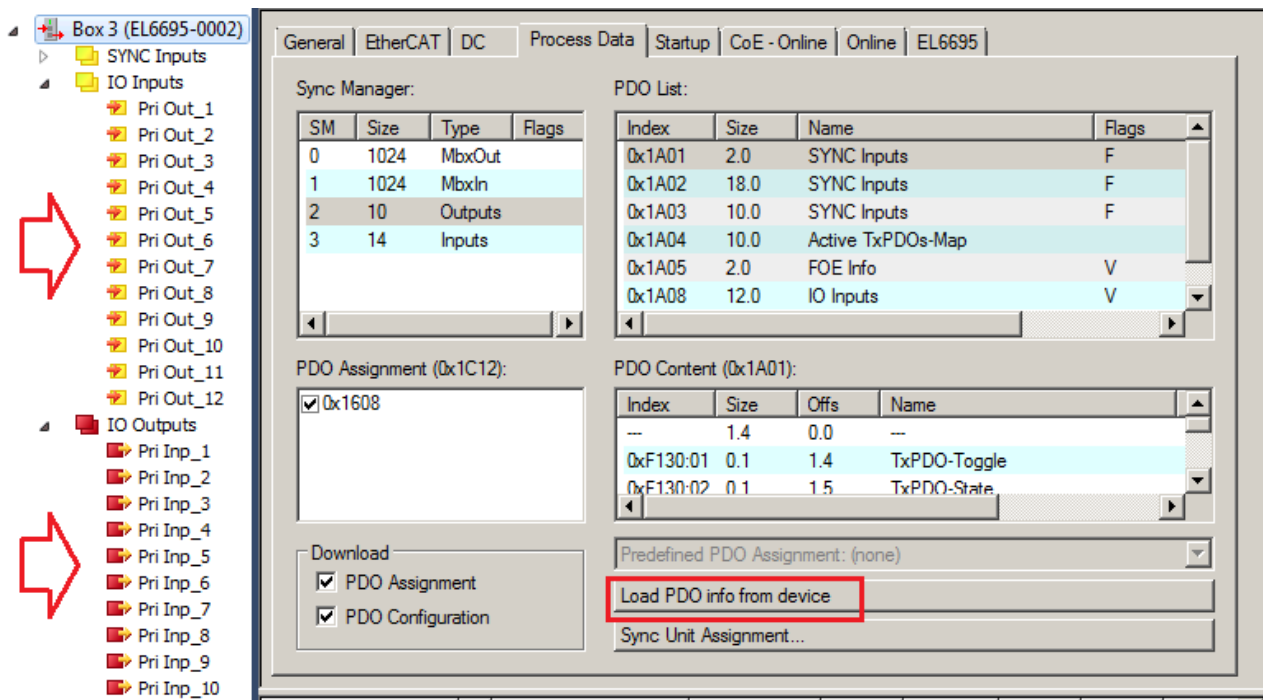 Box 3 (EL6695-0002)
SYNC Inputs
IO Inputs
Pri Out_1
Pri Out_2
Pri Out_3
Pri Out_4
Pri Out_5
Pri Out_6
Pri Out_7
Pri Out_8
Pri Out_9
Pri Out_10
Pri Out_11
Pri Out_12
IO Outputs
Pri Inp_1
Pri Inp_2
Pri Inp_3
Pri Inp_4
Pri Inp_5
Pri Inp_6
Pri Inp_7
Pri Inp_8
Pri Inp_9
Pri Inp_10
General EtherCAT DC Process Data Startup CoE - Online Online EL6695
Sync Manager:
SM Size Type Flags
0 1024 MbxOut
1 1024 MbxIn
2 10 Outputs
3 14 Inputs
PDO List:
Index Size Name Flags
0x1A01 2.0 SYNC Inputs F
0x1A02 18.0 SYNC Inputs F
0x1A03 10.0 SYNC Inputs F
0x1A04 10.0 Active TxPDOs-Map
0x1A05 2.0 FOE Info V
0x1A08 12.0 IO Inputs V
PDO Assignment (0x1C12):
0x1608
PDO Content (0x1A01):
Index Size Offs Name
--- 1.4 0.0 ---
0xF130:01 0.1 1.4 TxPDO-Toggle
0xF130:02 0.1 1.5 TxPDO-State
Download
PDO Assignment
PDO Configuration
Predefined PDO Assignment: (none)
Load PDO info from device
Sync Unit Assignment...